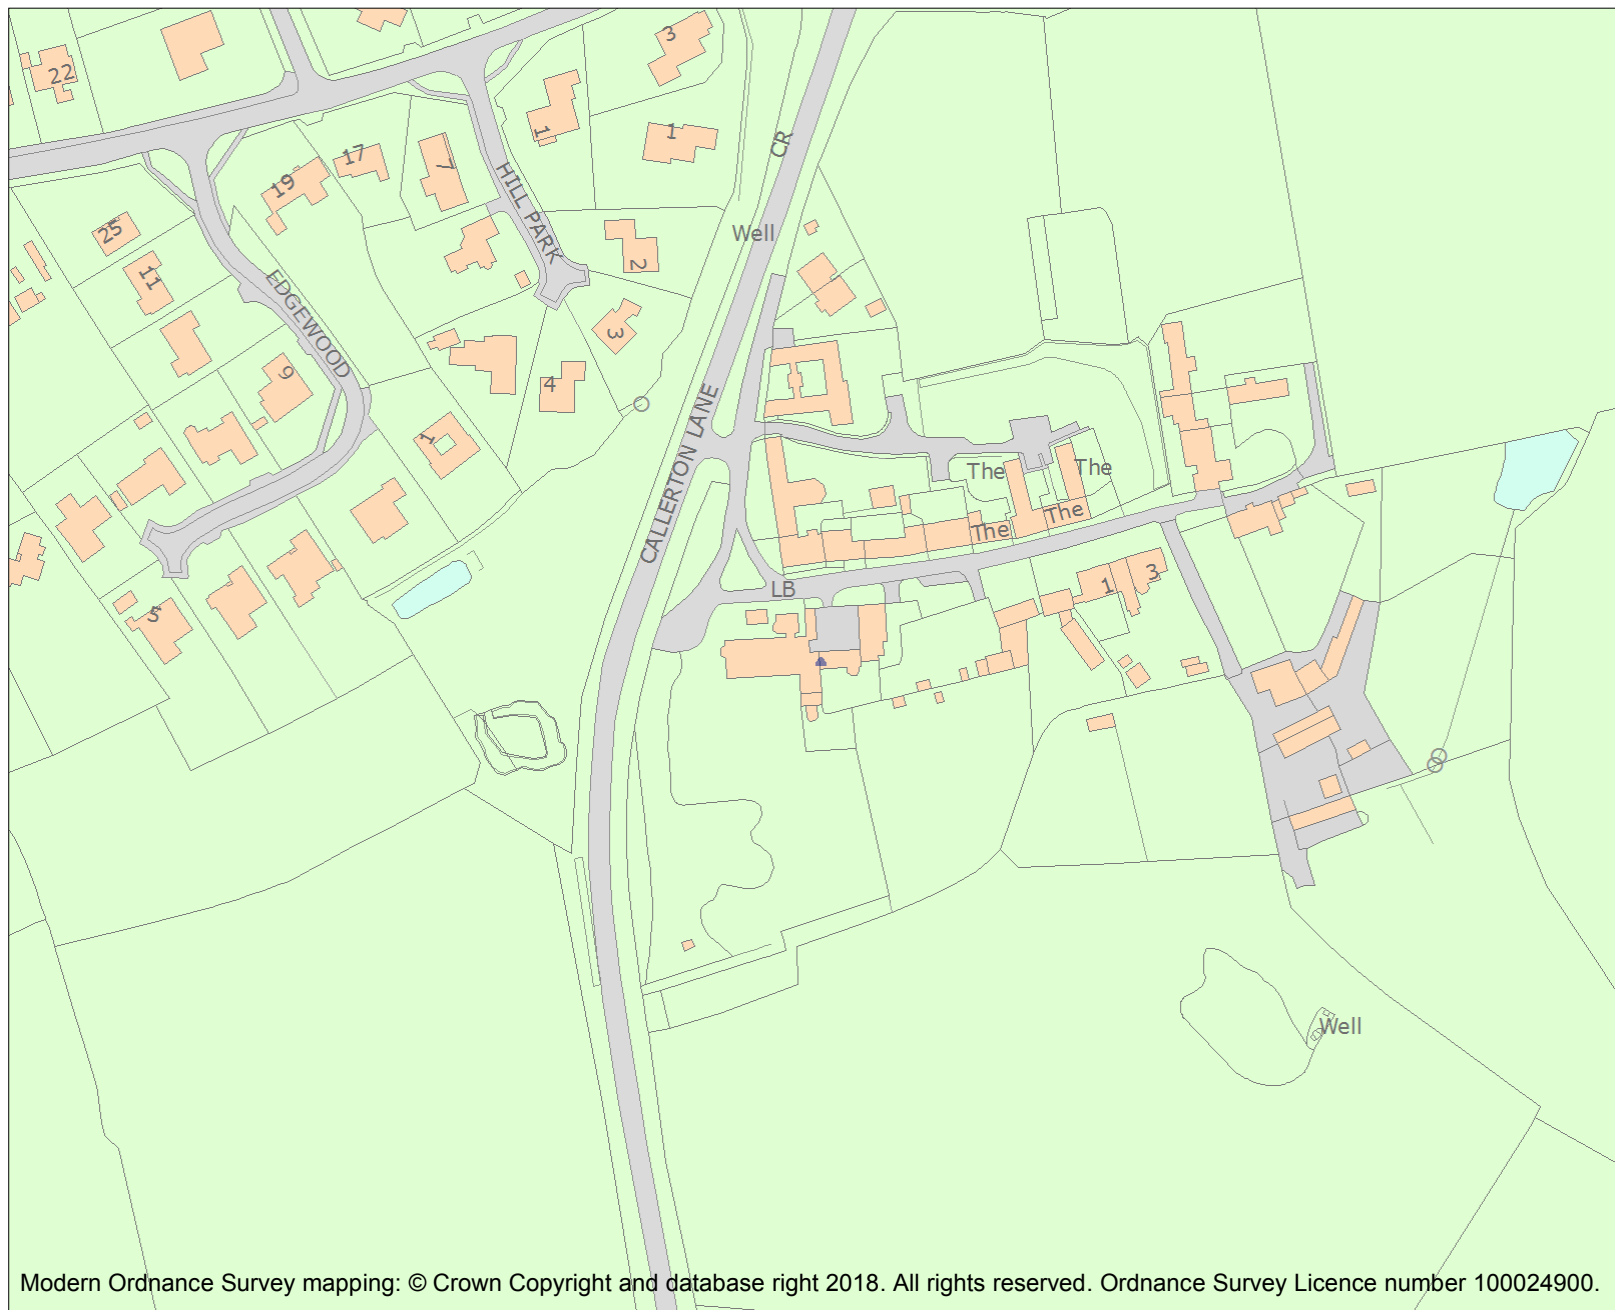 3
22
1
CR
1
17
7
19
HILL PARK
25
Well
2
11
EDGEWOOD
3
9
4
CALLERTON LANE
1
The
The
The
The
LB
3
1
5
Well
Modern Ordnance Survey mapping: © Crown Copyright and database right 2018. All rights reserved. Ordnance Survey Licence number 100024900.